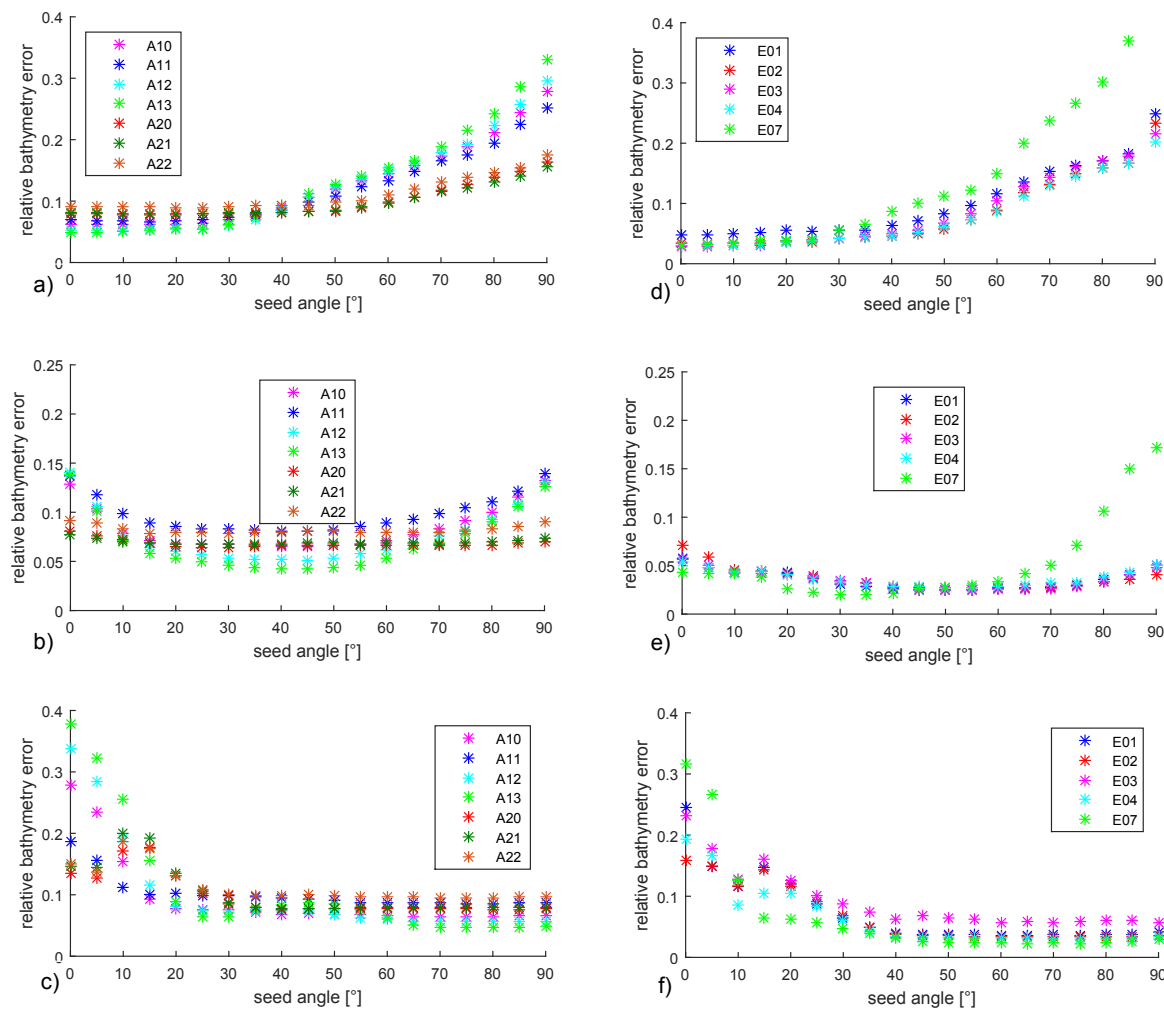 a)
relative bathymetry error
0.4
0.3
0.2
0.1
0
A10
A11
A12
A13
A20
A21
A22
0 10 20 30 40 50 60 70 80 90
seed angle [°]
d)
relative bathymetry error
0.4
0.3
0.2
0.1
0
E01
E02
E03
E04
E07
0 10 20 30 40 50 60 70 80 90
seed angle [°]
b)
relative bathymetry error
0.25
0.2
0.15
0.1
0.05
0
A10
A11
A12
A13
A20
A21
A22
0 10 20 30 40 50 60 70 80 90
seed angle [°]
e)
relative bathymetry error
0.25
0.2
0.15
0.1
0.05
0
E01
E02
E03
E04
E07
0 10 20 30 40 50 60 70 80 90
seed angle [°]
c)
relative bathymetry error
0.4
0.3
0.2
0.1
0
A10
A11
A12
A13
A20
A21
A22
0 10 20 30 40 50 60 70 80 90
seed angle [°]
f)
relative bathymetry error
0.4
0.3
0.2
0.1
0
E01
E02
E03
E04
E07
0 10 20 30 40 50 60 70 80 90
seed angle [°]